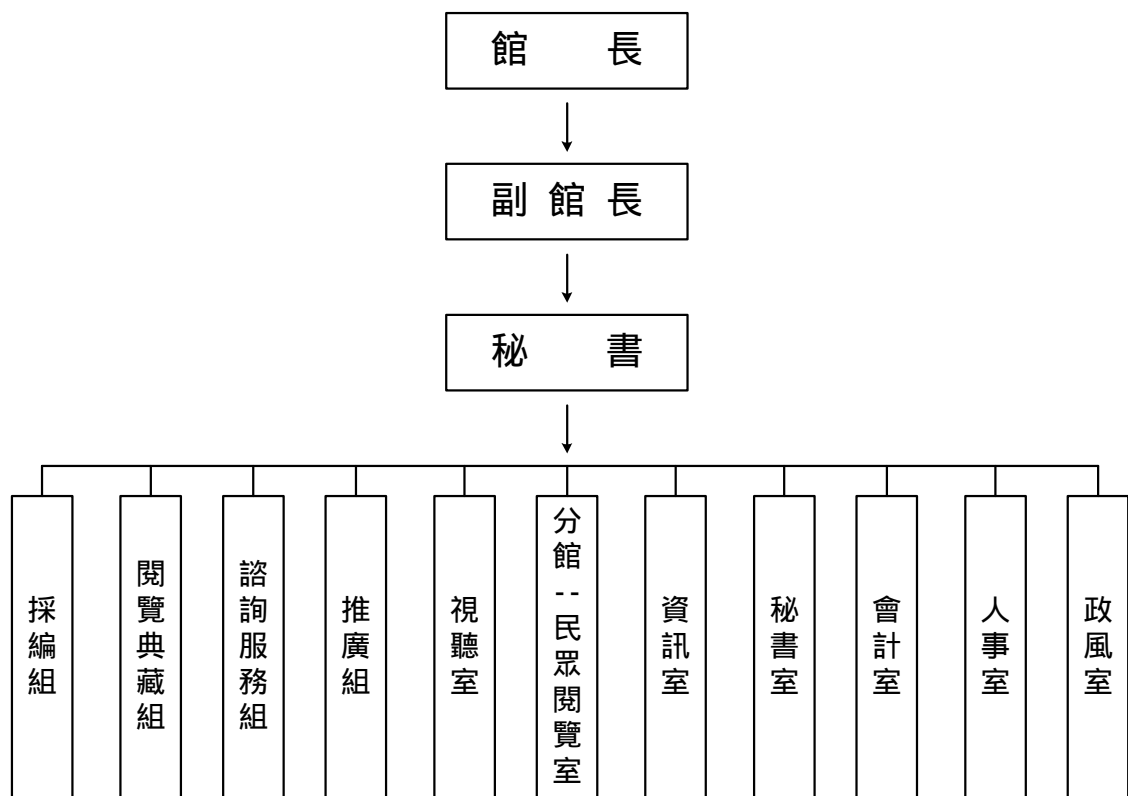 館長
副館長
秘書
採編組
閱覽典藏組
諮詢服務組
推廣組
視聽室
分館--民眾閱覽室
資訊室
秘書室
會計室
人事室
政風室